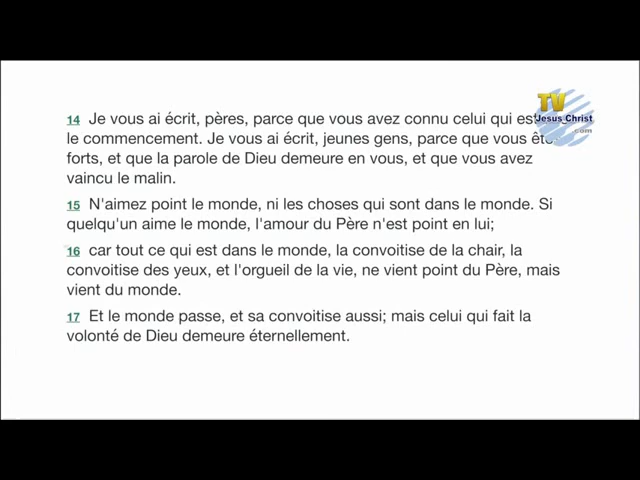 TV
Jesus Christ
.com
14 Je vous ai écrit, pères, parce que vous avez connu celui qui est
le commencement. Je vous ai écrit, jeunes gens, parce que vous ête
forts, et que la parole de Dieu demeure en vous, et que vous avez
vaincu le malin.
15 N'aimez point le monde, ni les choses qui sont dans le monde. Si
quelqu'un aime le monde, l'amour du Père n'est point en lui;
16 car tout ce qui est dans le monde, la convoitise de la chair, la
convoitise des yeux, et l'orgueil de la vie, ne vient point du Père, mais
vient du monde.
17 Et le monde passe, et sa convoitise aussi; mais celui qui fait la
volonté de Dieu demeure éternellement.